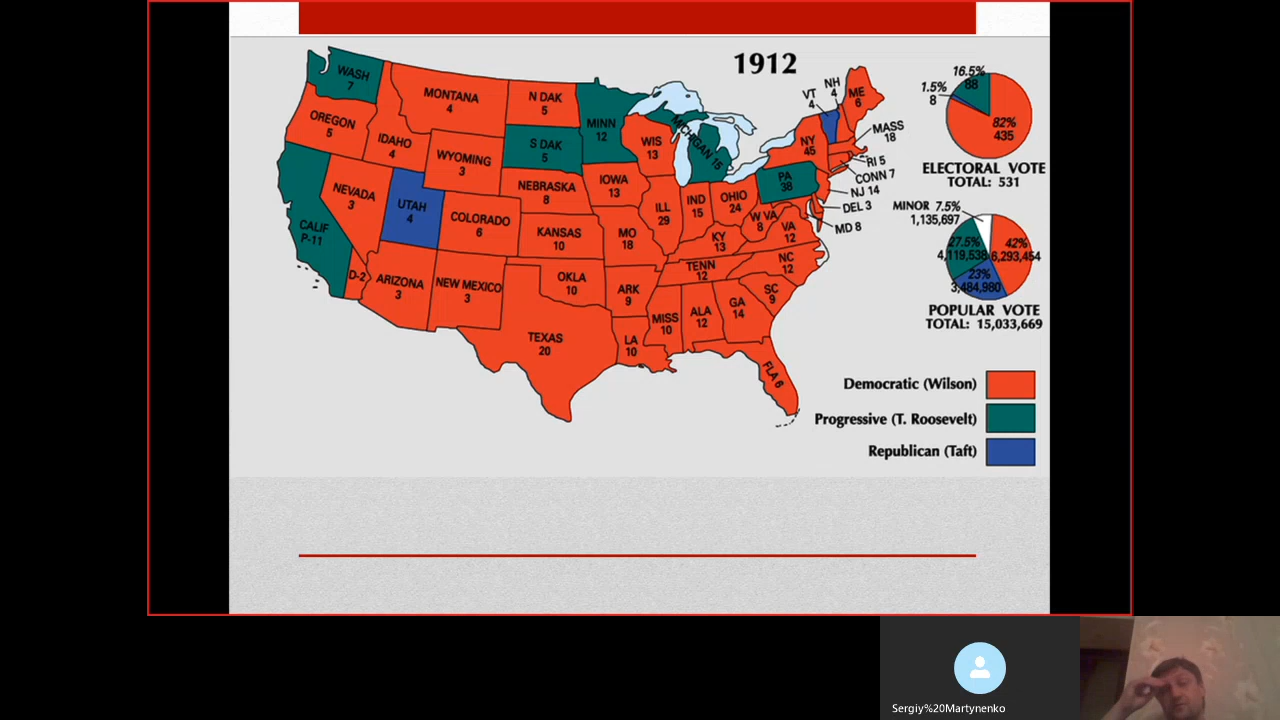 1912
WASH
7
OREGON
5
CALIF
P-11
D-2
IDAHO
4
NEVADA
3
MONTANA
4
WYOMING
3
UTAH
4
COLORADO
6
ARIZONA
3
NEW MEXICO
3
N DAK
5
S DAK
5
NEBRASKA
8
KANSAS
10
OKLA
10
TEXAS
20
MINN
12
IOWA
13
MO
18
ARK
9
LA
10
WIS
13
ILL
29
MICHIGAN 15
IND
15
OHIO
24
KY
13
TENN
12
MISS
10
ALA
12
GA
14
FLA 6
SC
9
NC
12
VA
12
W VA
8
PA
38
NY
45
VT
4
NH
4
ME
6
MASS
18
RI 5
CONN 7
NJ 14
DEL 3
MD 8
16.5%
88
1.5%
8
82%
435
ELECTORAL VOTE
TOTAL: 531
MINOR 7.5%
1,135,697
27.5%
4,119,538
42%
6,293,454
23%
3,484,980
POPULAR VOTE
TOTAL: 15,033,669
Democratic (Wilson)
Progressive (T. Roosevelt)
Republican (Taft)
Sergiy%20Martynenko